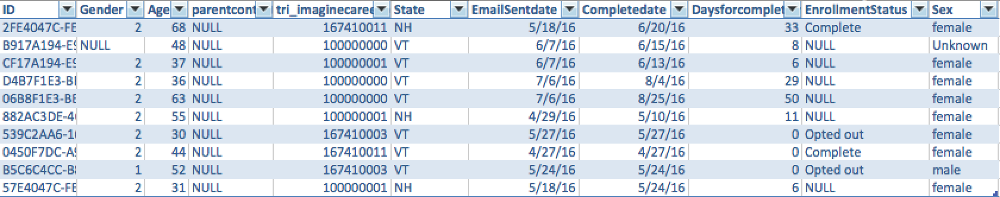 ID Gender Age parentcont tri_imaginecaree State EmailSentdate Completedate Daysforcomplet EnrollmentStatus Sex
2FE4047C-FE 2 68 NULL 167410011 NH 5/18/16 6/20/16 33 Complete female
B917A194-E9 NULL 48 NULL 100000000 VT 6/7/16 6/15/16 8 NULL Unknown
CF17A194-E9 2 37 NULL 100000001 VT 6/7/16 6/13/16 6 NULL female
D4B7F1E3-BI 2 36 NULL 100000000 VT 7/6/16 8/4/16 29 NULL female
06B8F1E3-BE 2 63 NULL 100000000 VT 7/6/16 8/25/16 50 NULL female
882AC3DE-4 2 55 NULL 100000001 NH 4/29/16 5/10/16 11 NULL female
539C2AA6-1 2 30 NULL 167410003 VT 5/27/16 5/27/16 0 Opted out female
0450F7DC-A 2 44 NULL 167410011 VT 4/27/16 4/27/16 0 Complete female
B5C6C4CC-B 1 52 NULL 167410003 VT 5/24/16 5/24/16 0 Opted out male
57E4047C-FE 2 31 NULL 100000001 NH 5/18/16 5/24/16 6 NULL female